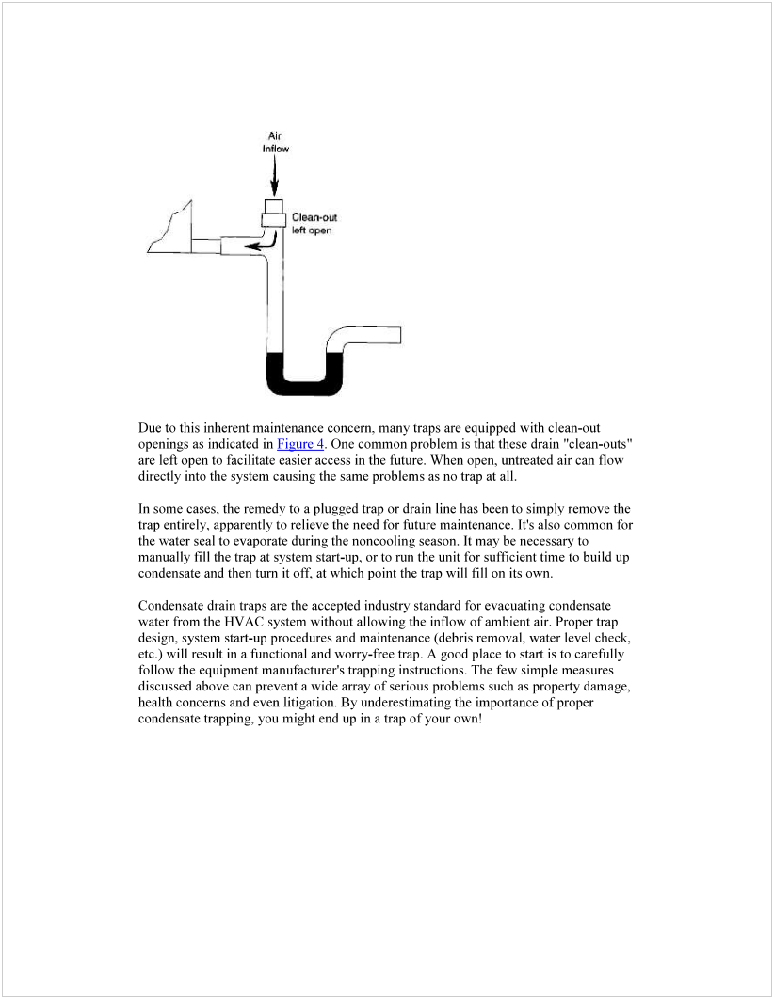 Air
Inflow
Clean-out
left open
Due to this inherent maintenance concern, many traps are equipped with clean-out
openings as indicated in Figure 4. One common problem is that these drain "clean-outs"
are left open to facilitate easier access in the future. When open, untreated air can flow
directly into the system causing the same problems as no trap at all.
In some cases, the remedy to a plugged trap or drain line has been to simply remove the
trap entirely, apparently to relieve the need for future maintenance. It's also common for
the water seal to evaporate during the noncooling season. It may be necessary to
manually fill the trap at system start-up, or to run the unit for sufficient time to build up
condensate and then turn it off, at which point the trap will fill on its own.
Condensate drain traps are the accepted industry standard for evacuating condensate
water from the HVAC system without allowing the inflow of ambient air. Proper trap
design, system start-up procedures and maintenance (debris removal, water level check,
etc.) will result in a functional and worry-free trap. A good place to start is to carefully
follow the equipment manufacturer's trapping instructions. The few simple measures
discussed above can prevent a wide array of serious problems such as property damage,
health concerns and even litigation. By underestimating the importance of proper
condensate trapping, you might end up in a trap of your own!